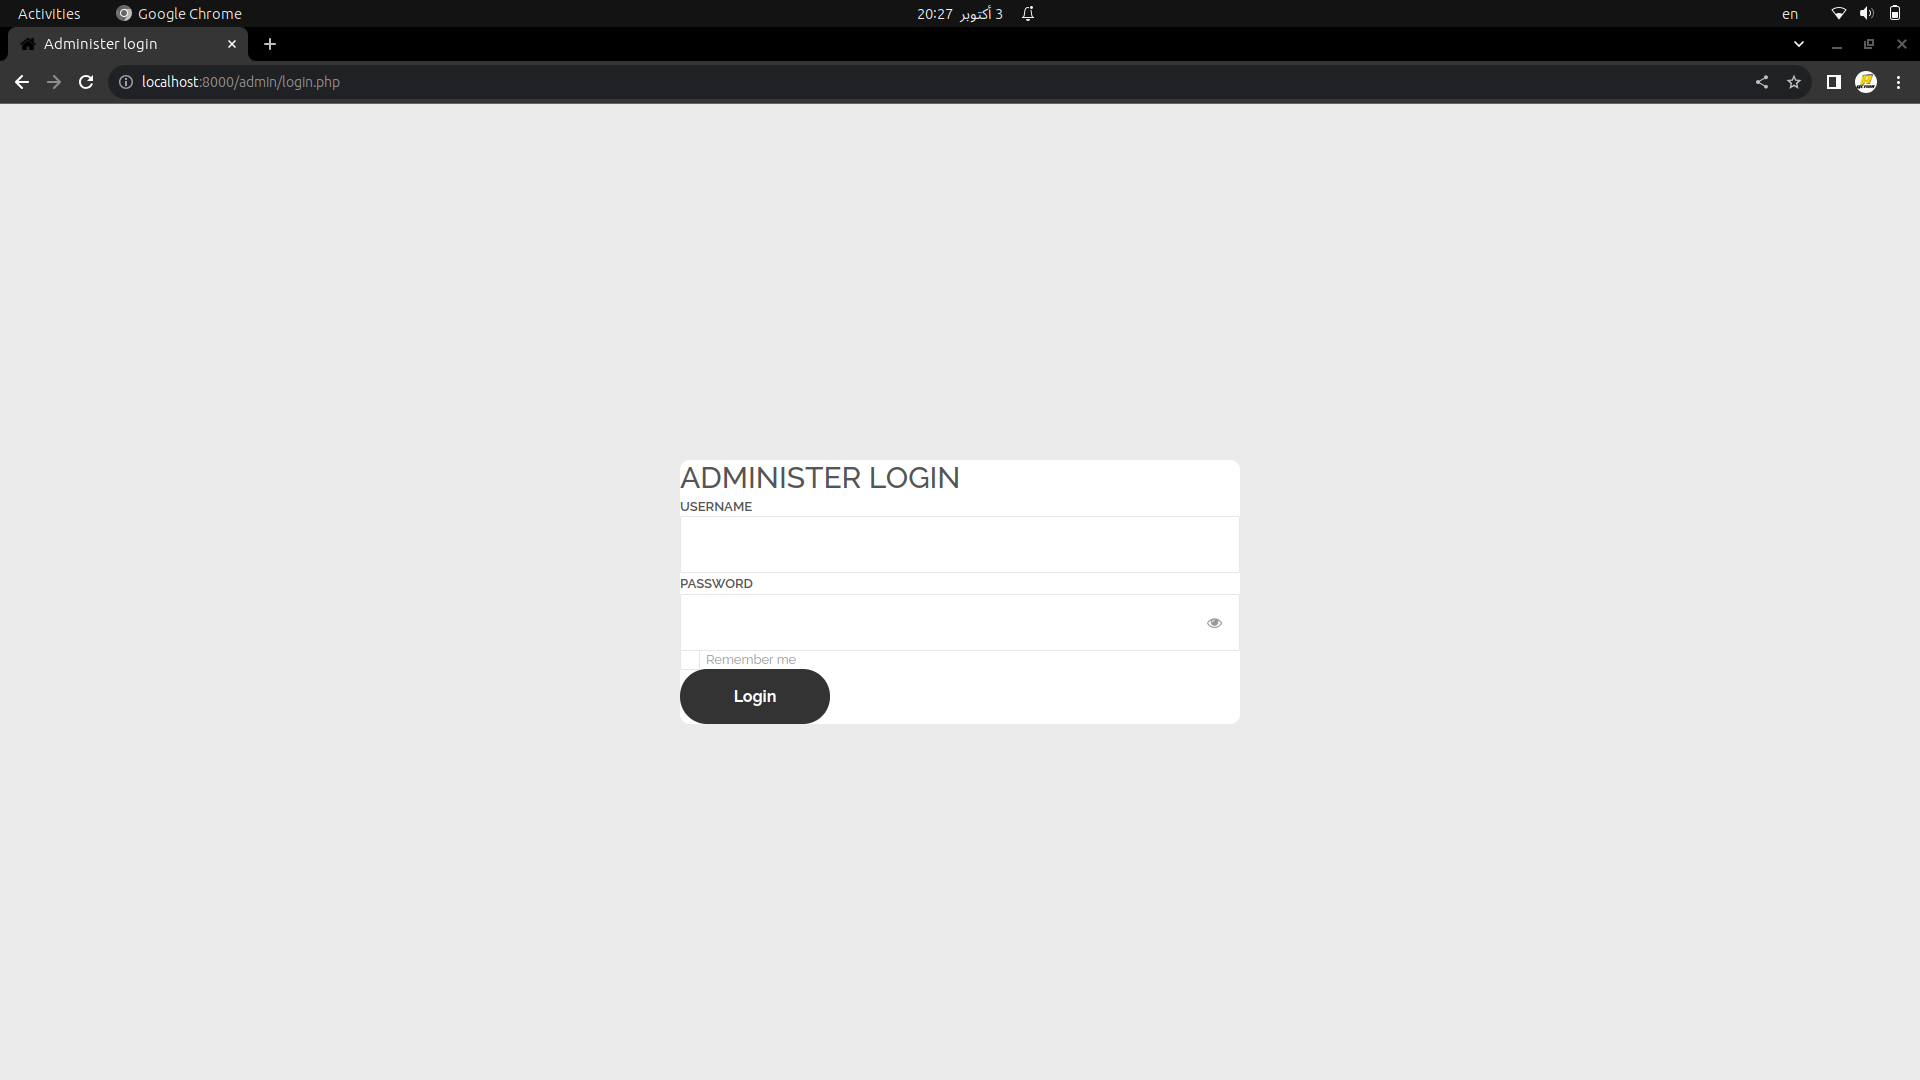 Activities
Google Chrome
3 أكتوبر 20:27
en
Administer login
localhost:8000/admin/login.php
ADMINISTER LOGIN
USERNAME
PASSWORD
Remember me
Login